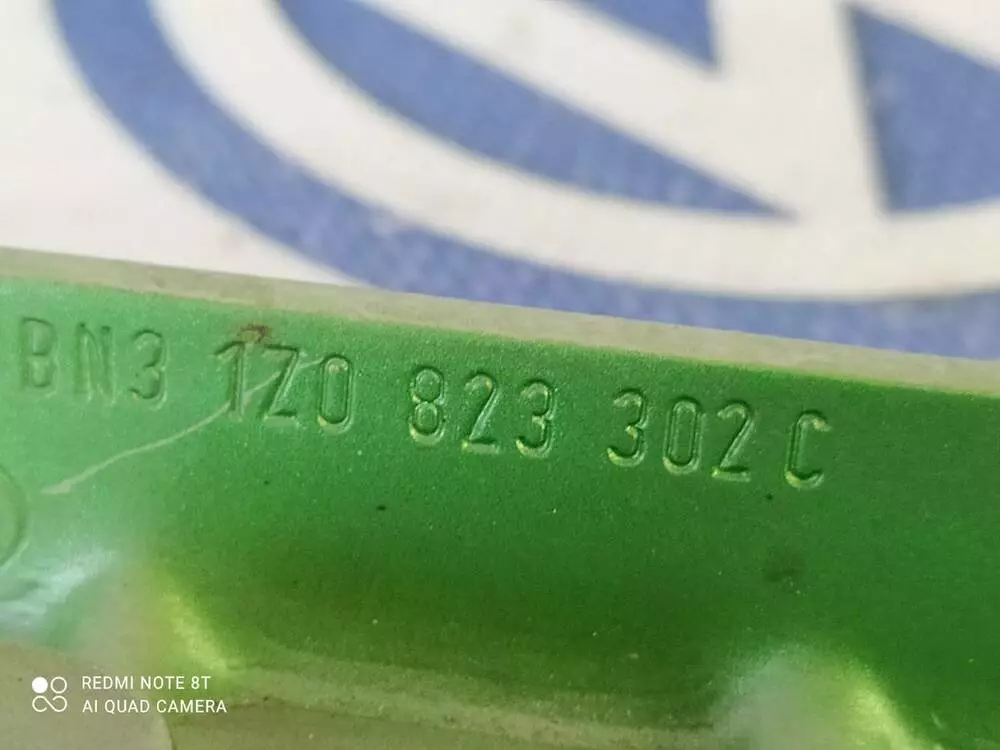 BN3 1Z0 823 302 C
REDMI NOTE 8T
AI QUAD CAMERA